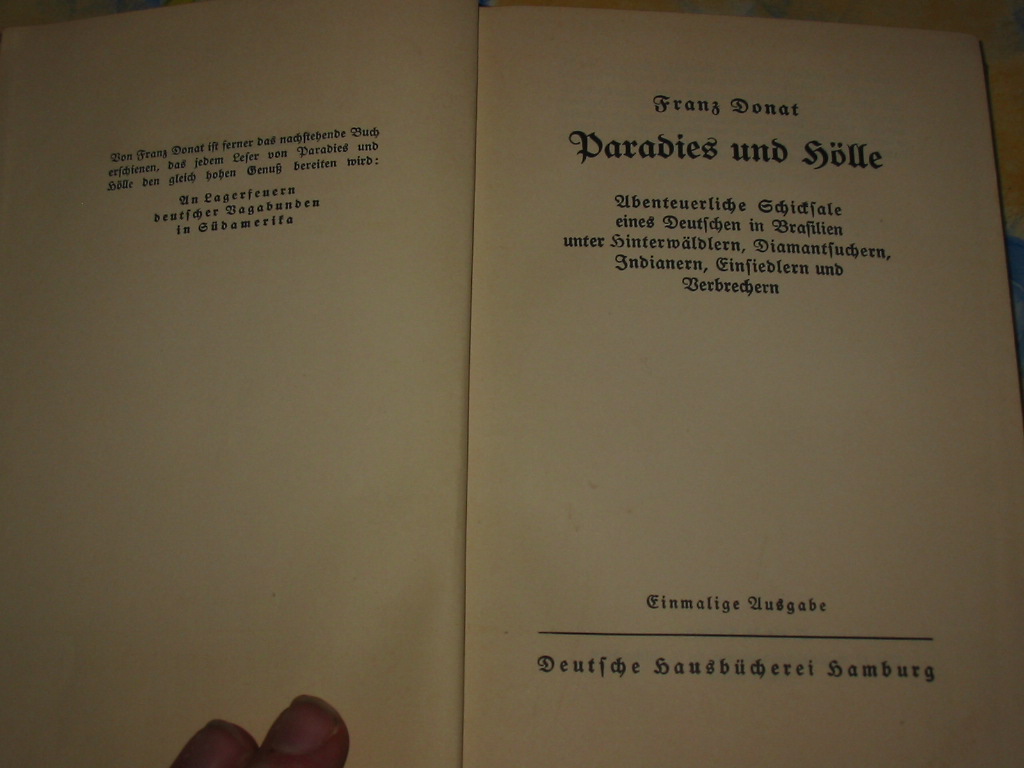 Von Franz Donat ist ferner das nachstehende Buch
erschienen, das jedem Leser von Paradies und
Hölle den gleich hohen Genuß bereiten wird:
An Lagerfeuern
deutscher Vagabunden
in Südamerika
Franz Donat
Paradies und Hölle
Abenteuerliche Schicksale
eines Deutschen in Brasilien
unter Hinterwäldlern, Diamantsuchern,
Indianern, Einsiedlern und
Verbrechern
Einmalige Ausgabe
Deutsche Hausbücherei Hamburg